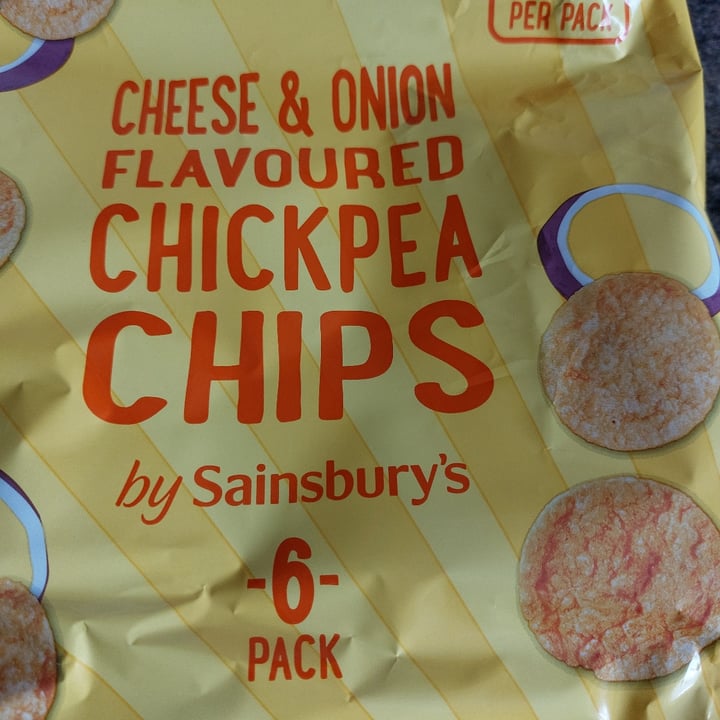 PER PACK
CHEESE & ONION
FLAVOURED
CHICKPEA
CHIPS
by Sainsbury's
-6-
PACK